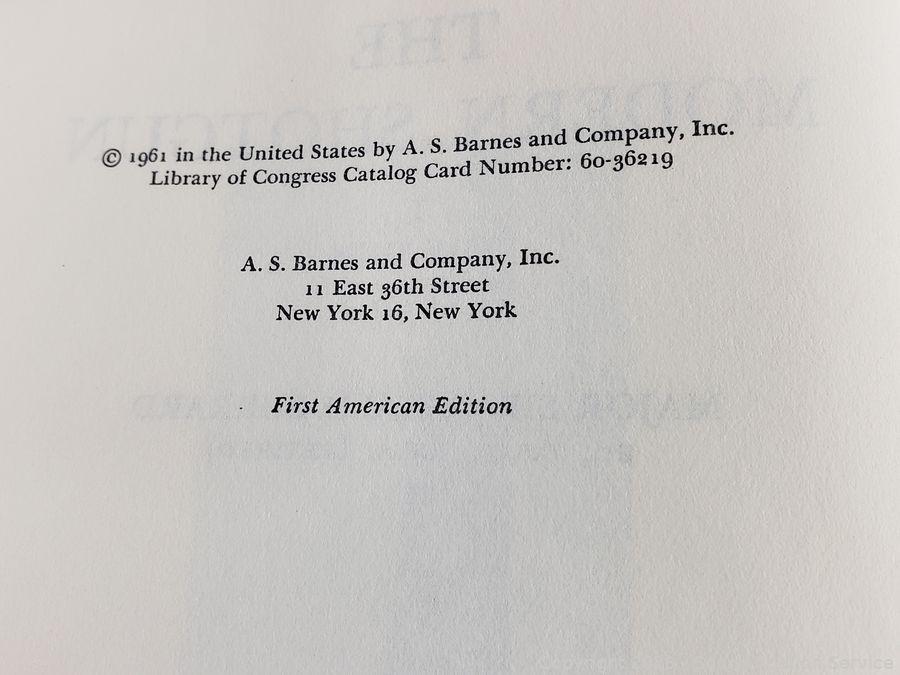 © 1961 in the United States by A. S. Barnes and Company, Inc.
Library of Congress Catalog Card Number: 60-36219
A. S. Barnes and Company, Inc.
11 East 36th Street
New York 16, New York
First American Edition